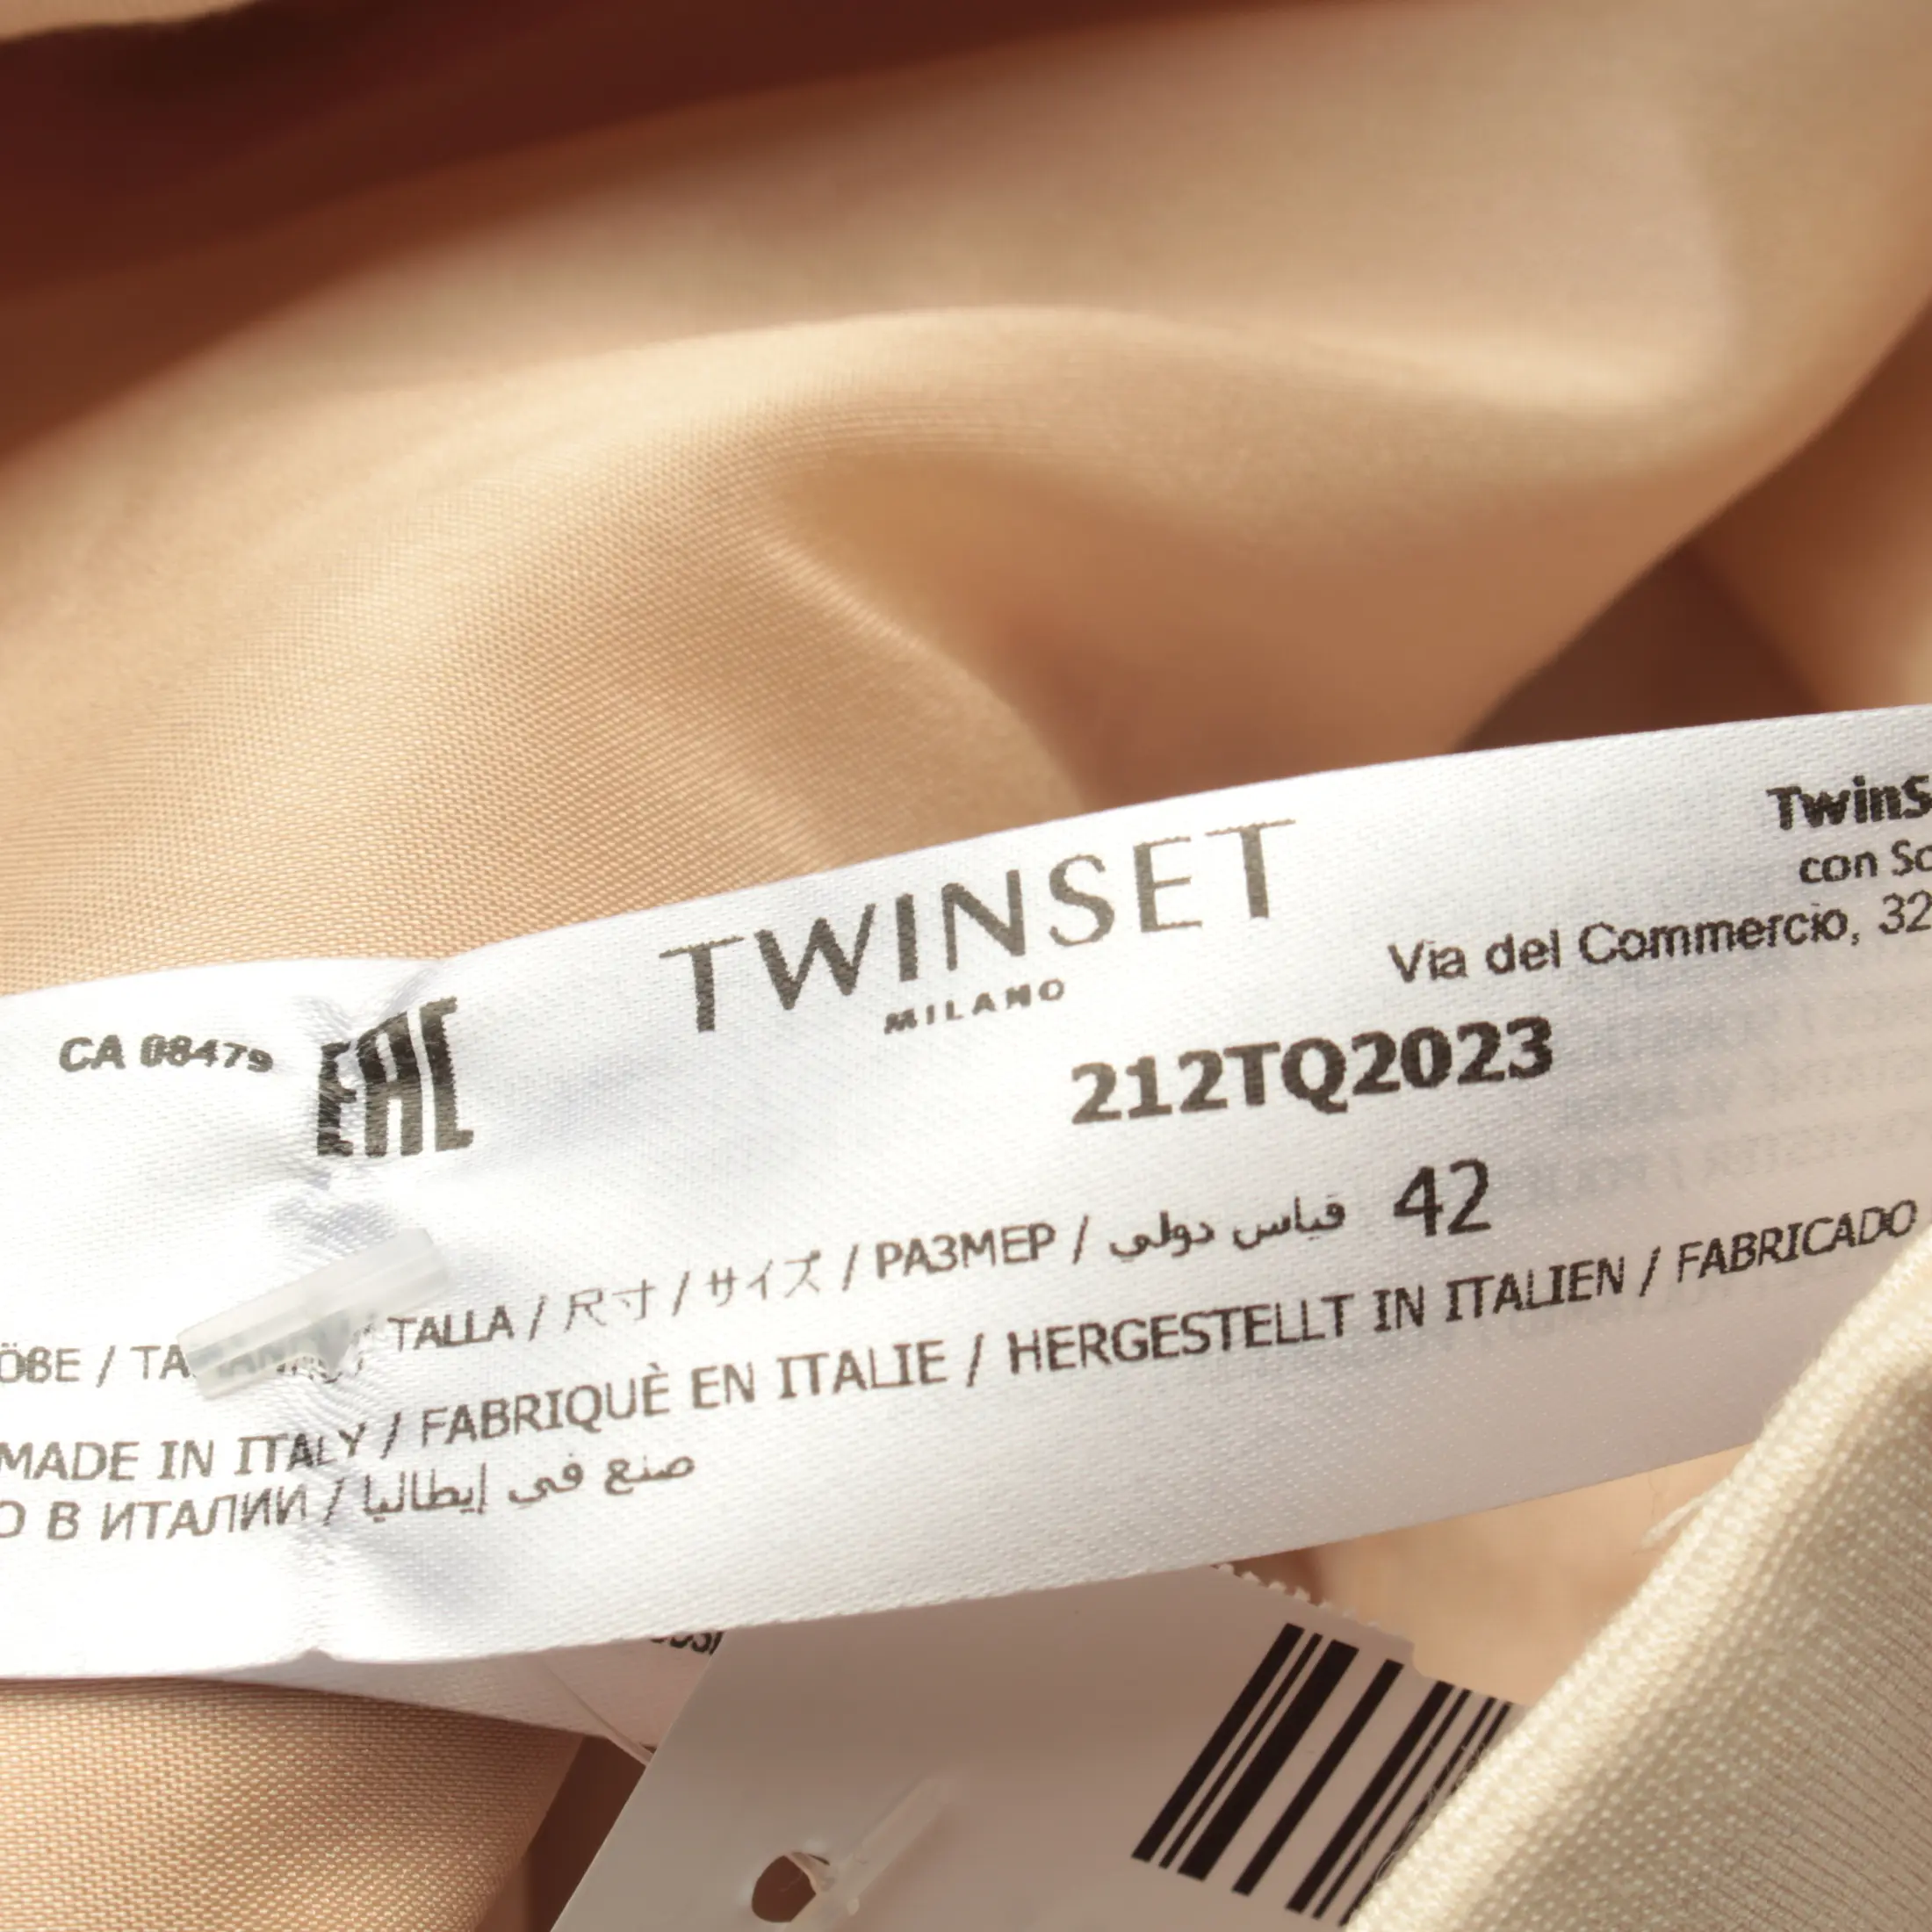 TWINSET
MILANO
CA 08479 EAC
212TQ2023
TwinS
con So
Via del Commercio, 32
ÖBE / TA TALLA / 尺寸 / サイズ / РАЗМЕР / قياس دولي 42
MADE IN ITALY / FABRIQUÈ EN ITALIE / HERGESTELLT IN ITALIEN / FABRICADO
О В ИТАЛИИ / صنع في إيطاليا